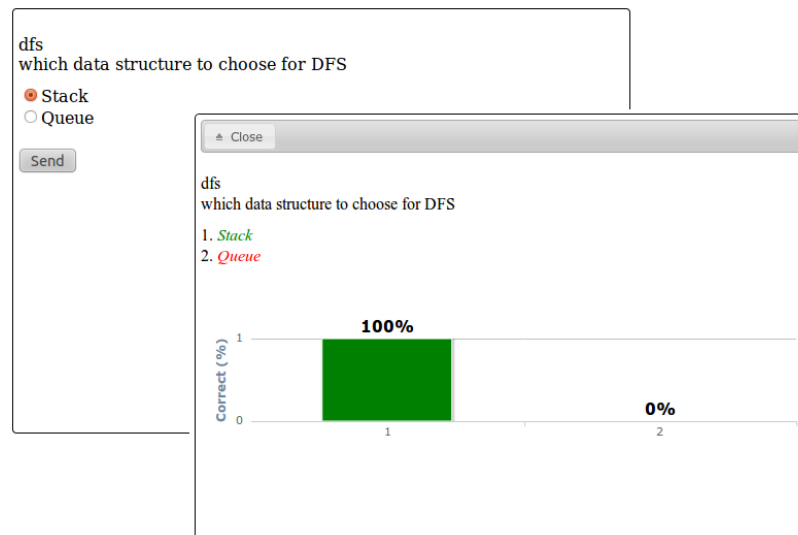 dfs
which data structure to choose for DFS
Stack
Queue
Send
Close
dfs
which data structure to choose for DFS
1. Stack
2. Queue
100%
Correct (%)
1
0%
0
1
2